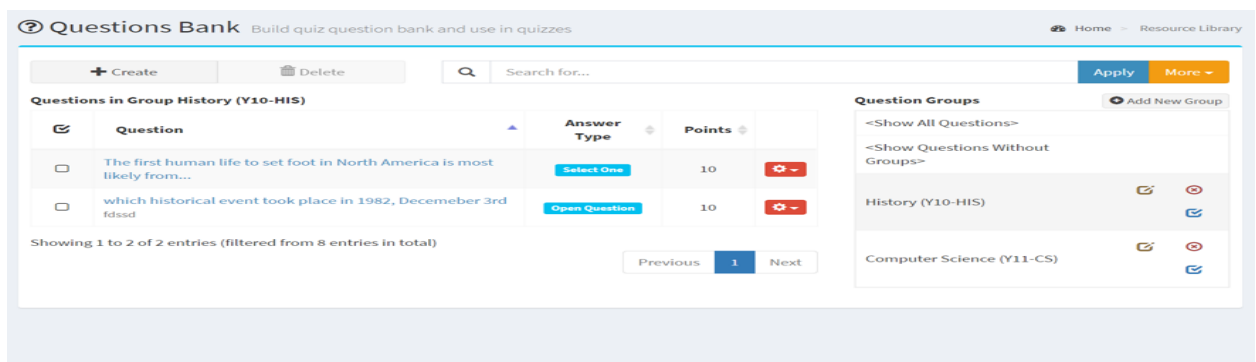 Questions Bank Build quiz question bank and use in quizzes
Home > Resource Library
Create Delete Search for... Apply More
Questions in Group History (Y10-HIS)
Question Answer Type Points
The first human life to set foot in North America is most
likely from...
Select One 10
which historical event took place in 1982, Decemeber 3rd
fdssd
Open Question 10
Showing 1 to 2 of 2 entries (filtered from 8 entries in total)
Previous 1 Next
Question Groups Add New Group
<Show All Questions>
<Show Questions Without
Groups>
History (Y10-HIS)
Computer Science (Y11-CS)